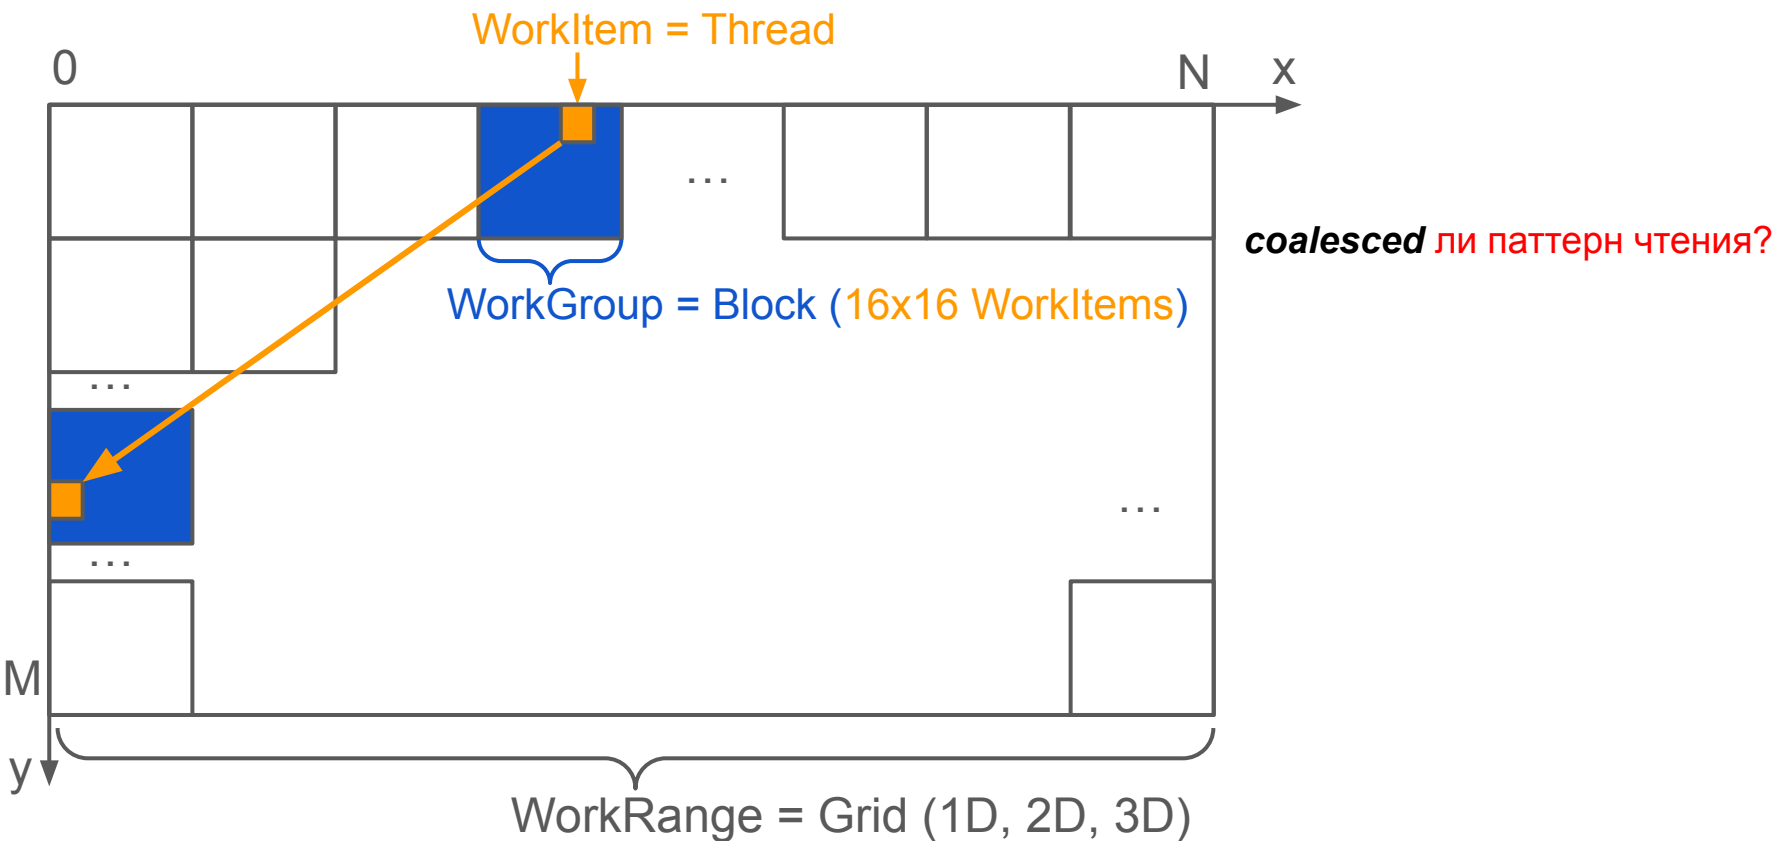 WorkItem = Thread
0
N
x
...
coalesced ли паттерн чтения?
WorkGroup = Block (16x16 WorkItems)
...
...
...
M
y
WorkRange = Grid (1D, 2D, 3D)